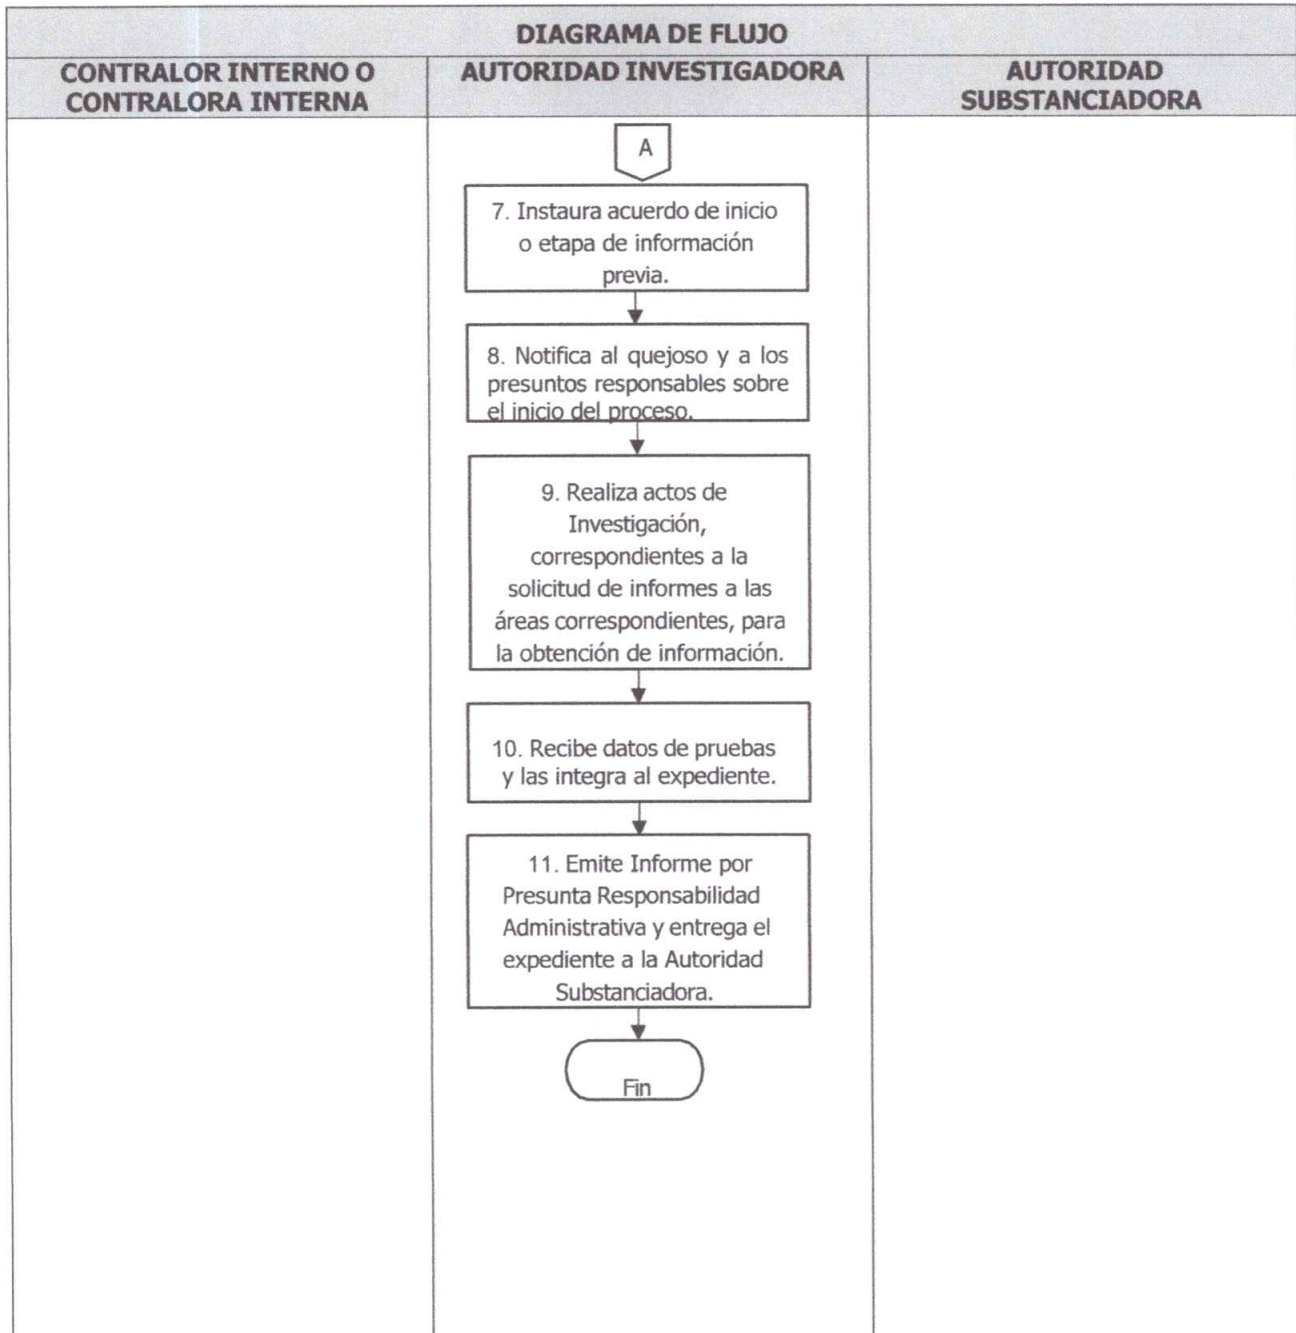 DIAGRAMA DE FLUJO
CONTRALOR INTERNO O
CONTRALORA INTERNA
AUTORIDAD INVESTIGADORA
AUTORIDAD
SUBSTANCIADORA
A
7. Instaura acuerdo de inicio
o etapa de información
previa.
8. Notifica al quejoso y a los
presuntos responsables sobre
el inicio del proceso.
9. Realiza actos de
Investigación,
correspondientes a la
solicitud de informes a las
áreas correspondientes, para
la obtención de información.
10. Recibe datos de pruebas
y las integra al expediente.
11. Emite Informe por
Presunta Responsabilidad
Administrativa y entrega el
expediente a la Autoridad
Substanciadora.
Fin